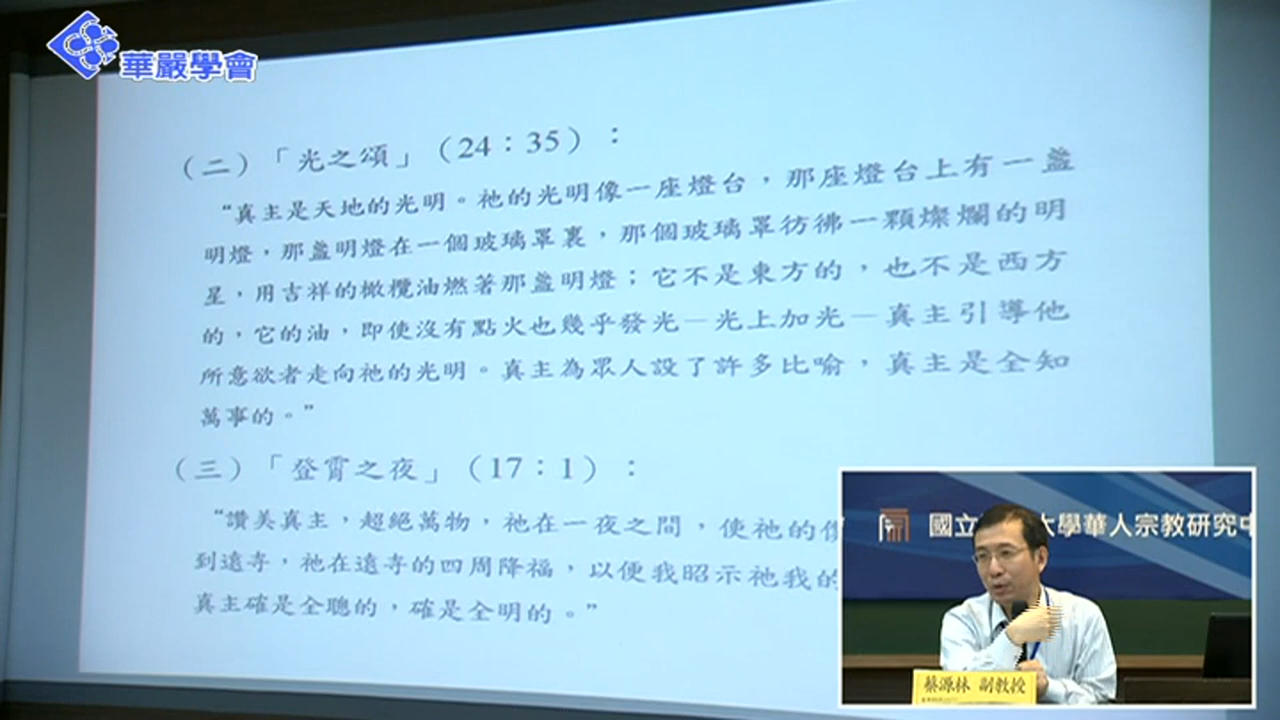 華嚴學會
（二）「光之頌」（24：35）：
“真主是天地的光明。祂的光明像一座燈台，那座燈台上有一盞
明燈，那盞明燈在一個玻璃罩裏，那個玻璃罩彷彿一顆燦爛的明
星，用吉祥的橄欖油燃著那盞明燈；它不是東方的，也不是西方
的，它的油，即使沒有點火也幾乎發光—光上加光—真主引導他
所意欲者走向祂的光明。真主為眾人設了許多比喻，真主是全知
萬事的。”
（三）「登霄之夜」（17：1）：
“讚美真主，超絕萬物，祂在一夜之間，使祂的僕
到遠寺，祂在遠寺的四周降福，以便我昭示祂我的
真主確是全聰的，確是全明的。”
國立 大學華人宗教研究中
蔡源林 副教授